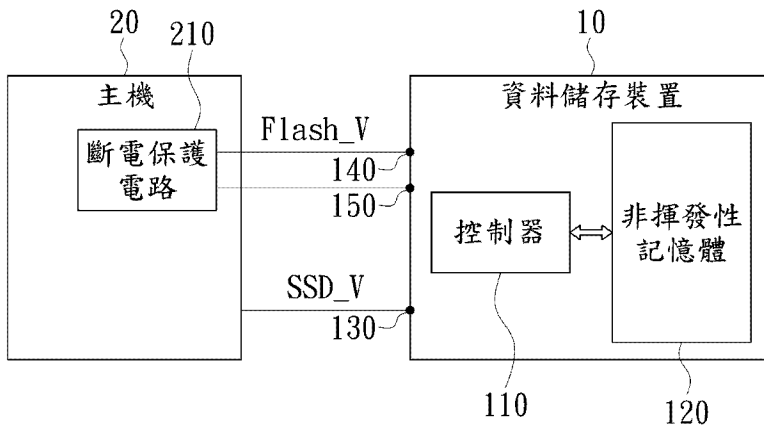 20
210
10
主機
斷電保護
電路
Flash_V
140
150
SSD_V
130
資料儲存裝置
控制器
非揮發性
記憶體
110
120